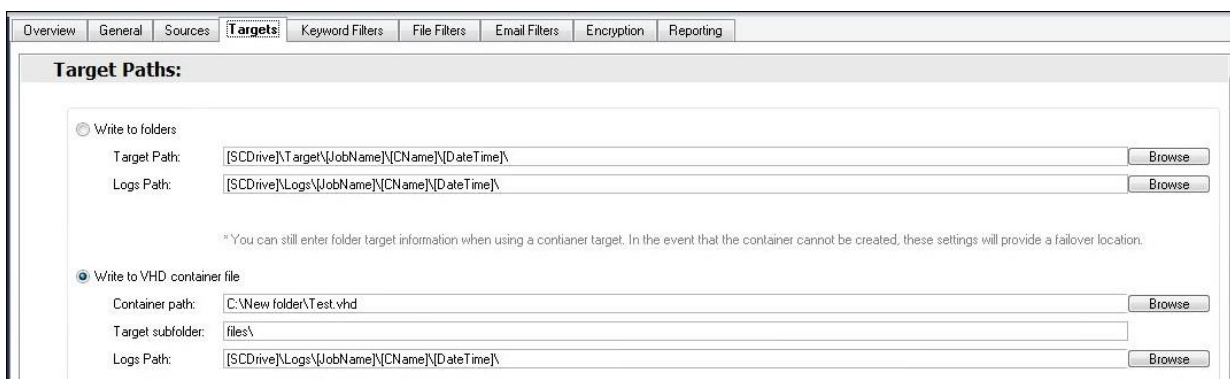 Overview General Sources Targets Keyword Filters File Filters Email Filters Encryption Reporting
Target Paths:
Write to folders
Target Path: [SCDrive]\Target\[JobName]\[CName]\[DateTime]\ Browse
Logs Path: [SCDrive]\Logs\[JobName]\[CName]\[DateTime]\ Browse
* You can still enter folder target information when using a contianer target. In the event that the container cannot be created, these settings will provide a failover location.
Write to VHD container file
Container path: C:\New folder\Test.vhd Browse
Target subfolder: files\
Logs Path: [SCDrive]\Logs\[JobName]\[CName]\[DateTime]\ Browse